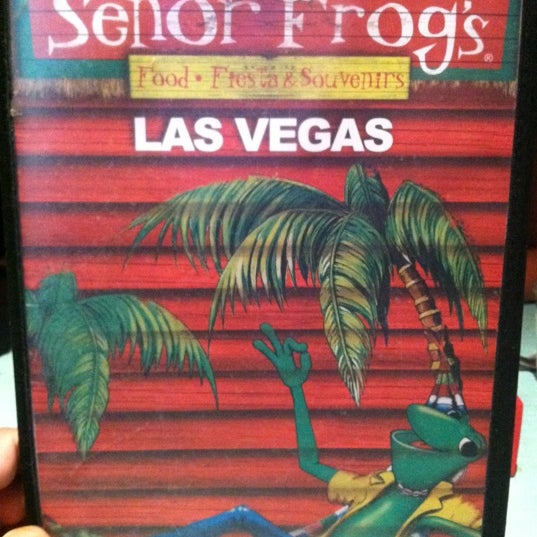 Señor Frog's®
Food • Fiesta & Souvenirs
LAS VEGAS